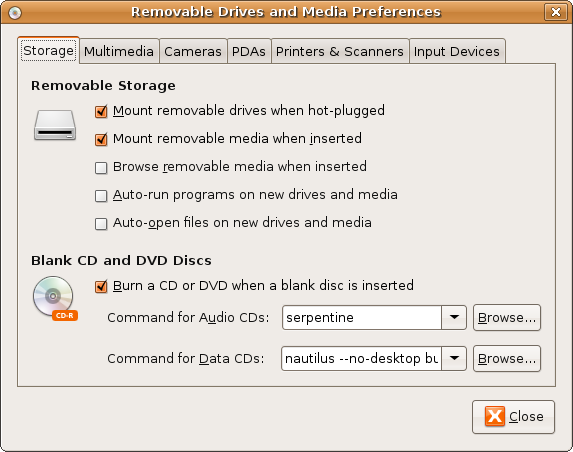 Removable Drives and Media Preferences
Storage Multimedia Cameras PDAs Printers & Scanners Input Devices
Removable Storage
Mount removable drives when hot-plugged
Mount removable media when inserted
Browse removable media when inserted
Auto-run programs on new drives and media
Auto-open files on new drives and media
Blank CD and DVD Discs
Burn a CD or DVD when a blank disc is inserted
CD-R
Command for Audio CDs: serpentine Browse...
Command for Data CDs: nautilus --no-desktop bu Browse...
Close